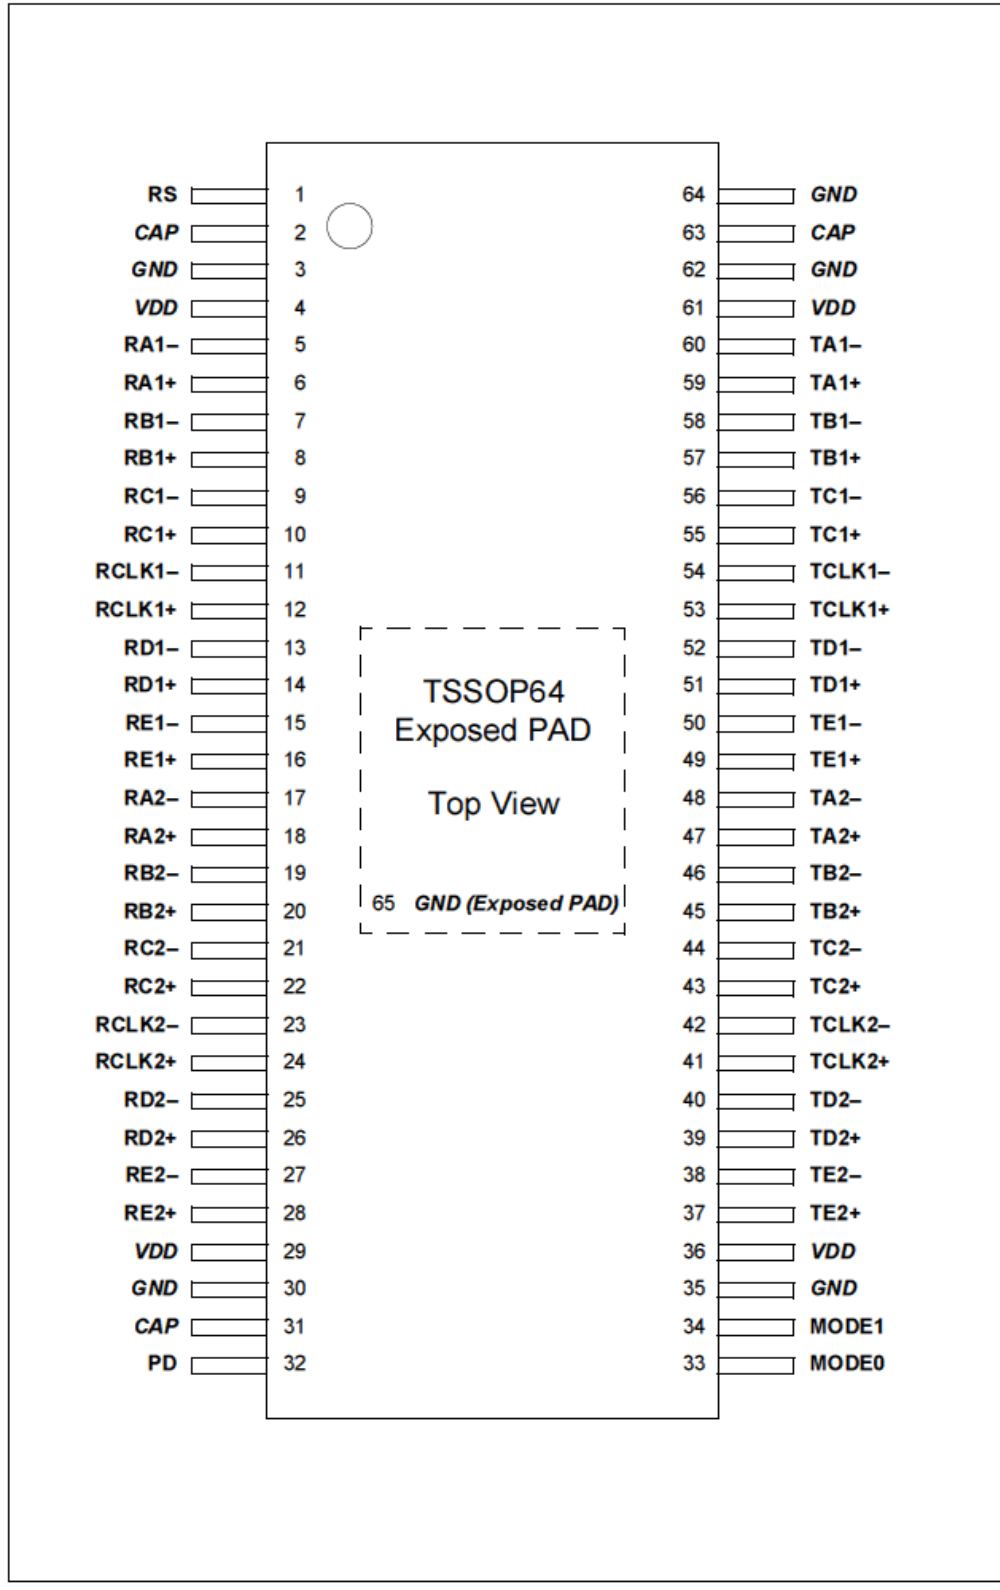 RS 1 64 GND
CAP 2 63 CAP
GND 3 62 GND
VDD 4 61 VDD
RA1– 5 60 TA1–
RA1+ 6 59 TA1+
RB1– 7 58 TB1–
RB1+ 8 57 TB1+
RC1– 9 56 TC1–
RC1+ 10 55 TC1+
RCLK1– 11 54 TCLK1–
RCLK1+ 12 53 TCLK1+
RD1– 13 52 TD1–
RD1+ 14 51 TD1+
RE1– 15 50 TE1–
RE1+ 16 49 TE1+
RA2– 17 48 TA2–
RA2+ 18 47 TA2+
RB2– 19 46 TB2–
RB2+ 20 45 TB2+
RC2– 21 44 TC2–
RC2+ 22 43 TC2+
RCLK2– 23 42 TCLK2–
RCLK2+ 24 41 TCLK2+
RD2– 25 40 TD2–
RD2+ 26 39 TD2+
RE2– 27 38 TE2–
RE2+ 28 37 TE2+
VDD 29 36 VDD
GND 30 35 GND
CAP 31 34 MODE1
PD 32 33 MODE0
TSSOP64
Exposed PAD
Top View
65 GND (Exposed PAD)